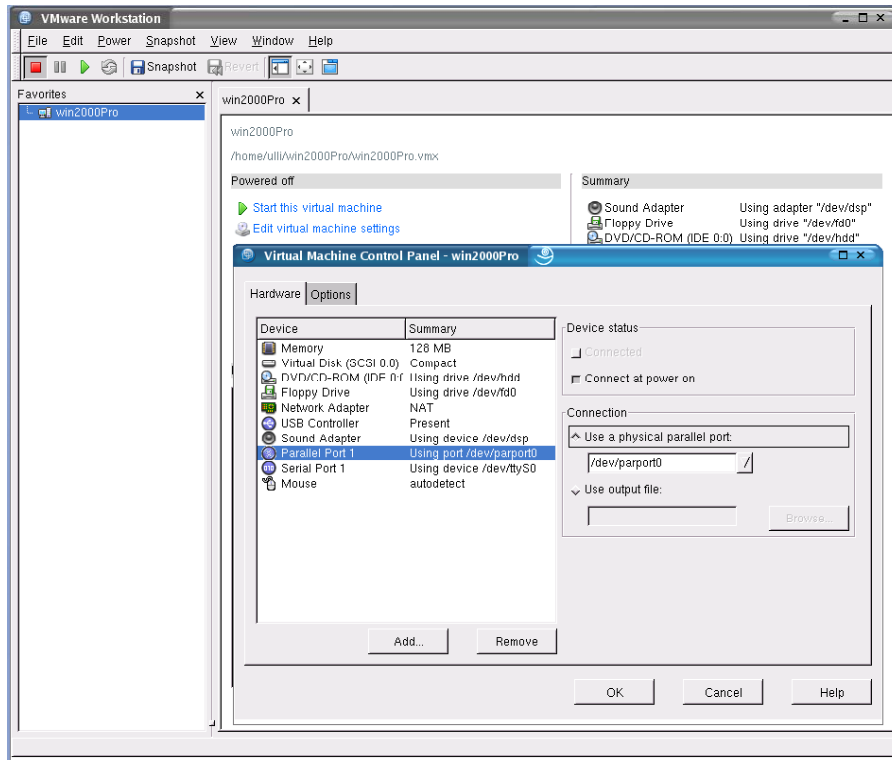 VMware Workstation
File Edit Power Snapshot View Window Help
Snapshot Revert
Favorites x
win2000Pro
win2000Pro x
win2000Pro
/home/ulli/win2000Pro/win2000Pro.vmx
Powered off
Start this virtual machine
Edit virtual machine settings
Summary
Sound Adapter Using adapter "/dev/dsp"
Floppy Drive Using drive "/dev/fd0"
DVD/CD-ROM (IDE 0:0) Using drive "/dev/hdd"
Virtual Machine Control Panel - win2000Pro
Hardware Options
Device Summary
Memory 128 MB
Virtual Disk (SCSI 0:0) Compact
DVD/CD-ROM (IDE 0:( Using drive /dev/hdd
Floppy Drive Using drive /dev/fd0
Network Adapter NAT
USB Controller Present
Sound Adapter Using device /dev/dsp
Parallel Port 1 Using port /dev/parport0
Serial Port 1 Using device /dev/ttyS0
Mouse autodetect
Add... Remove
Device status
Connected
Connect at power on
Connection
Use a physical parallel port:
/dev/parport0
Use output file:
Browse...
OK Cancel Help